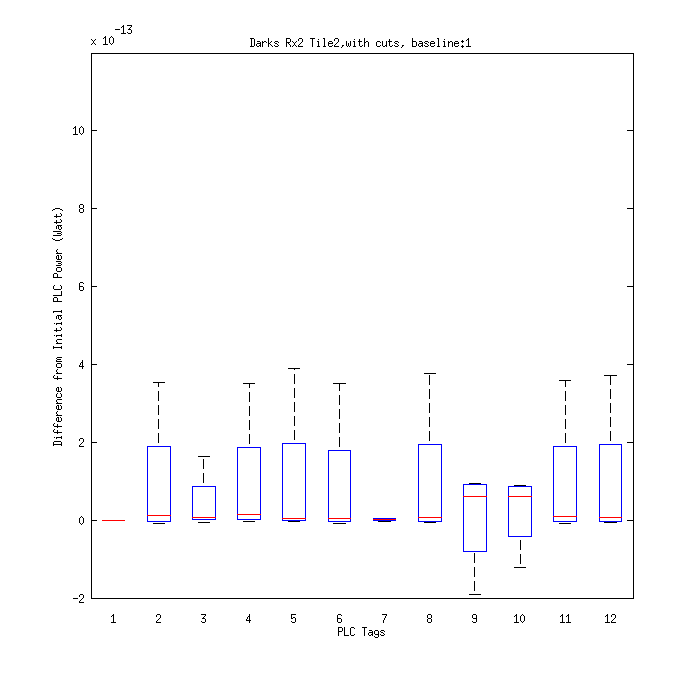 x 10^-13
Darks Rx2 Tile2,with cuts, baseline:1
10
8
6
4
2
0
-2
Difference from Initial PLC Power (Watt)
1 2 3 4 5 6 7 8 9 10 11 12
PLC Tags